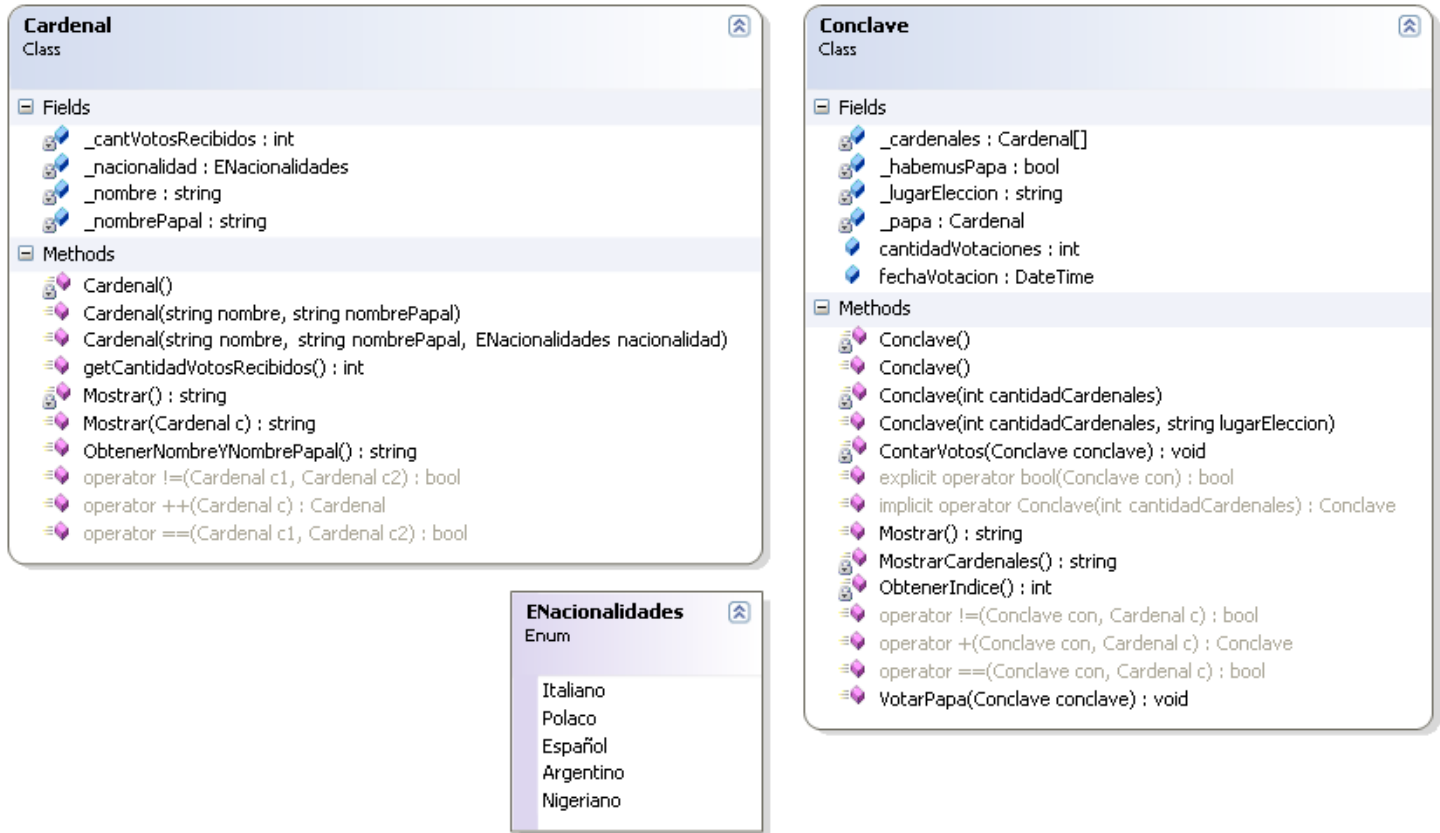 Cardenal
Class
Fields
_cantVotosRecibidos : int
_nacionalidad : ENacionalidades
_nombre : string
_nombrePapal : string
Methods
Cardenal()
Cardenal(string nombre, string nombrePapal)
Cardenal(string nombre, string nombrePapal, ENacionalidades nacionalidad)
getCantidadVotosRecibidos() : int
Mostrar() : string
Mostrar(Cardenal c) : string
ObtenerNombreYNombrePapal() : string
operator !=(Cardenal c1, Cardenal c2) : bool
operator ++(Cardenal c) : Cardenal
operator ==(Cardenal c1, Cardenal c2) : bool
Conclave
Class
Fields
_cardenales : Cardenal[]
_habemusPapa : bool
_lugarEleccion : string
_papa : Cardenal
cantidadVotaciones : int
fechaVotacion : DateTime
Methods
Conclave()
Conclave()
Conclave(int cantidadCardenales)
Conclave(int cantidadCardenales, string lugarEleccion)
ContarVotos(Conclave conclave) : void
explicit operator bool(Conclave con) : bool
implicit operator Conclave(int cantidadCardenales) : Conclave
Mostrar() : string
MostrarCardenales() : string
ObtenerIndice() : int
operator !=(Conclave con, Cardenal c) : bool
operator +(Conclave con, Cardenal c) : Conclave
operator ==(Conclave con, Cardenal c) : bool
VotarPapa(Conclave conclave) : void
ENacionalidades
Enum
Italiano
Polaco
Español
Argentino
Nigeriano